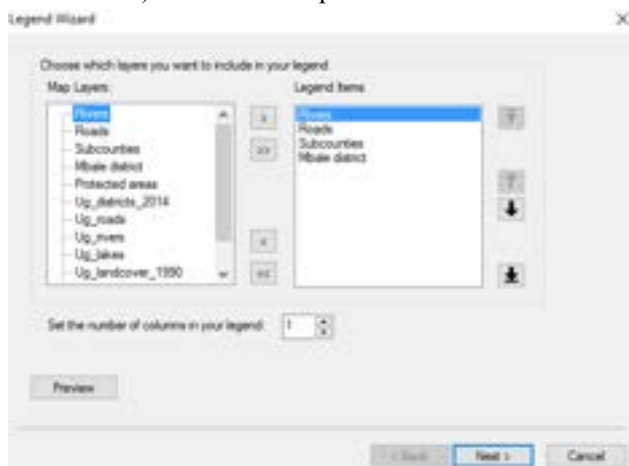 Legend Wizard
Choose which layers you want to include in your legend
Map Layers:
Legend Items
Rivers
Roads
Subcounties
Mbale district
Protected areas
Ug_districts_2014
Ug_roads
Ug_rivers
Ug_lakes
Ug_landcover_1990
>
>>
<
<<
Rivers
Roads
Subcounties
Mbale district
Set the number of columns in your legend:
1
Preview
< Back
Next >
Cancel